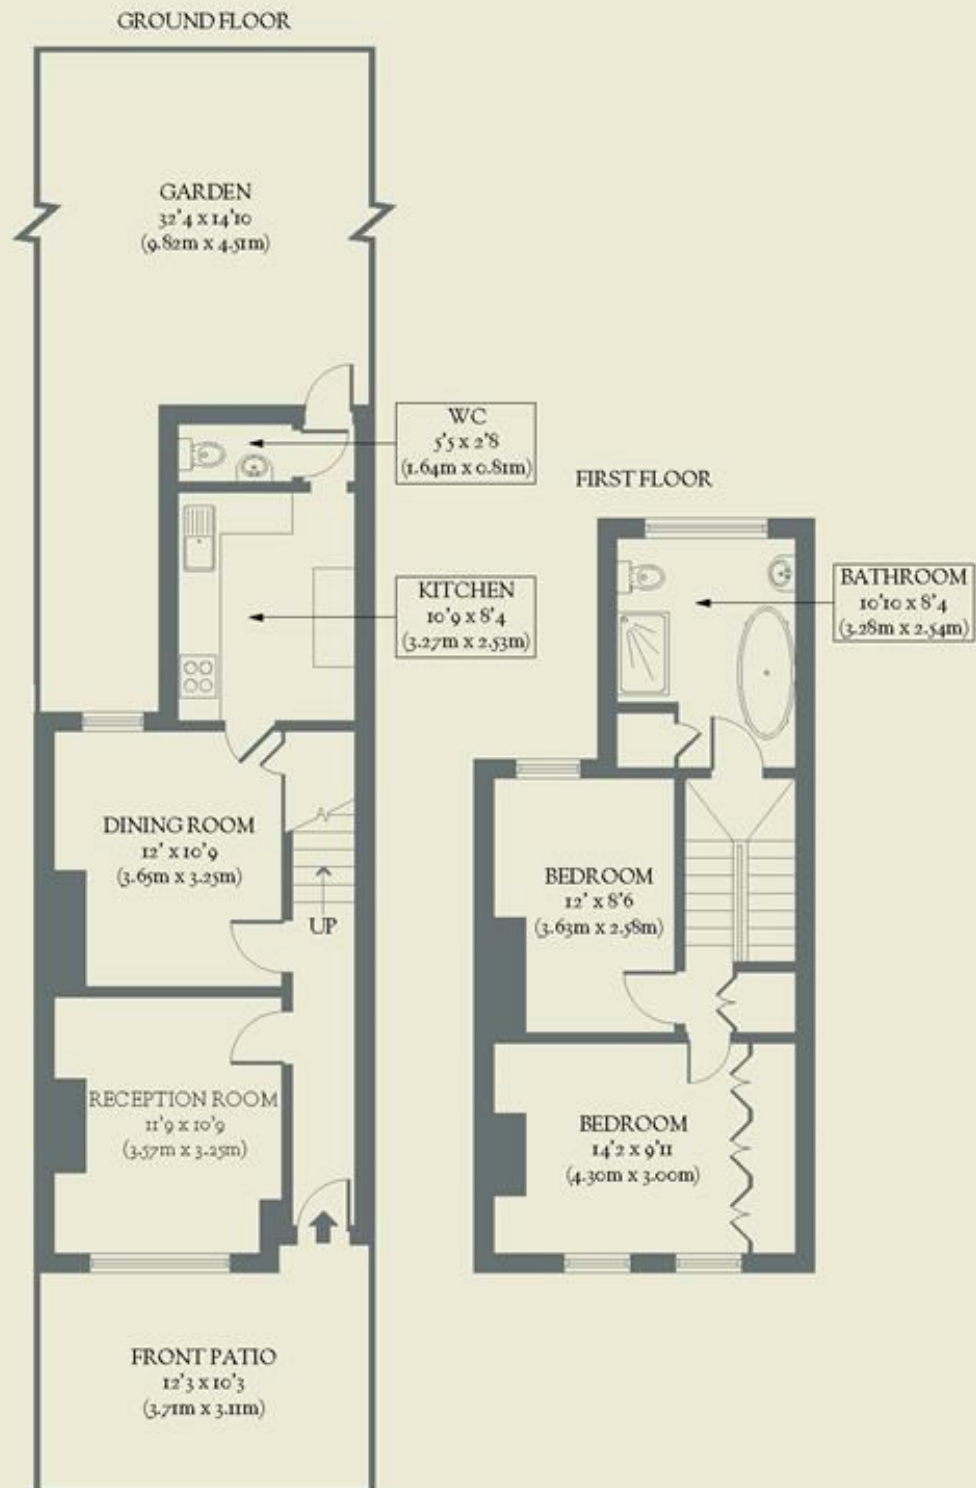 GROUND FLOOR
GARDEN
32'4 x 14'10
(9.82m x 4.51m)
WC
5'5 x 2'8
(1.64m x 0.81m)
KITCHEN
10'9 x 8'4
(3.27m x 2.53m)
DINING ROOM
12' x 10'9
(3.65m x 3.25m)
UP
RECEPTION ROOM
11'9 x 10'9
(3.57m x 3.25m)
FRONT PATIO
12'3 x 10'3
(3.71m x 3.11m)
FIRST FLOOR
BATHROOM
10'10 x 8'4
(3.28m x 2.54m)
BEDROOM
12' x 8'6
(3.63m x 2.58m)
BEDROOM
14'2 x 9'11
(4.30m x 3.00m)